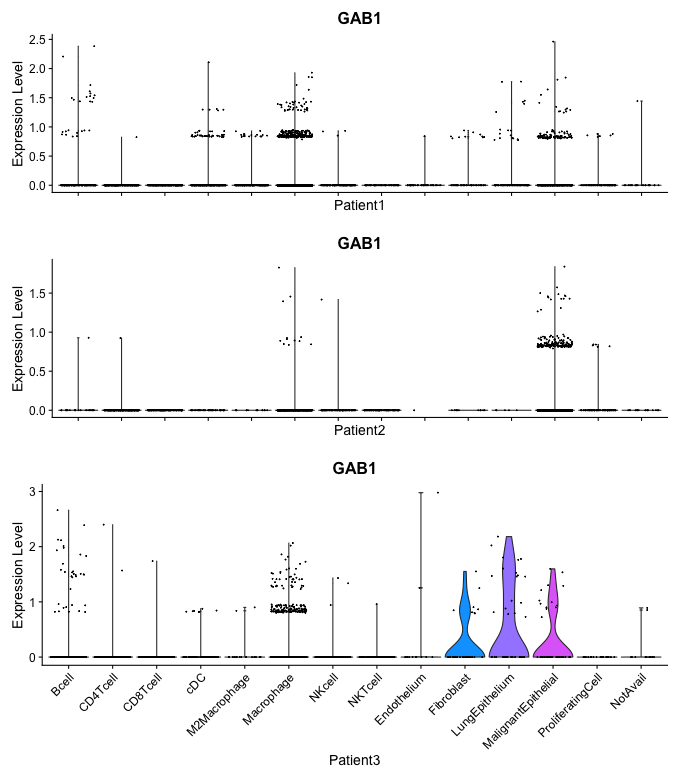 GAB1
Expression Level
2.5
2.0
1.5
1.0
0.5
0.0
Patient1
GAB1
Expression Level
1.5
1.0
0.5
0.0
Patient2
GAB1
Expression Level
3
2
1
0
Bcell
CD4Tcell
CD8Tcell
cDC
M2Macrophage
Macrophage
NKcell
NKTcell
Endothelium
Fibroblast
LungEpithelium
MalignantEpithelial
ProliferatingCell
NotAvail
Patient3